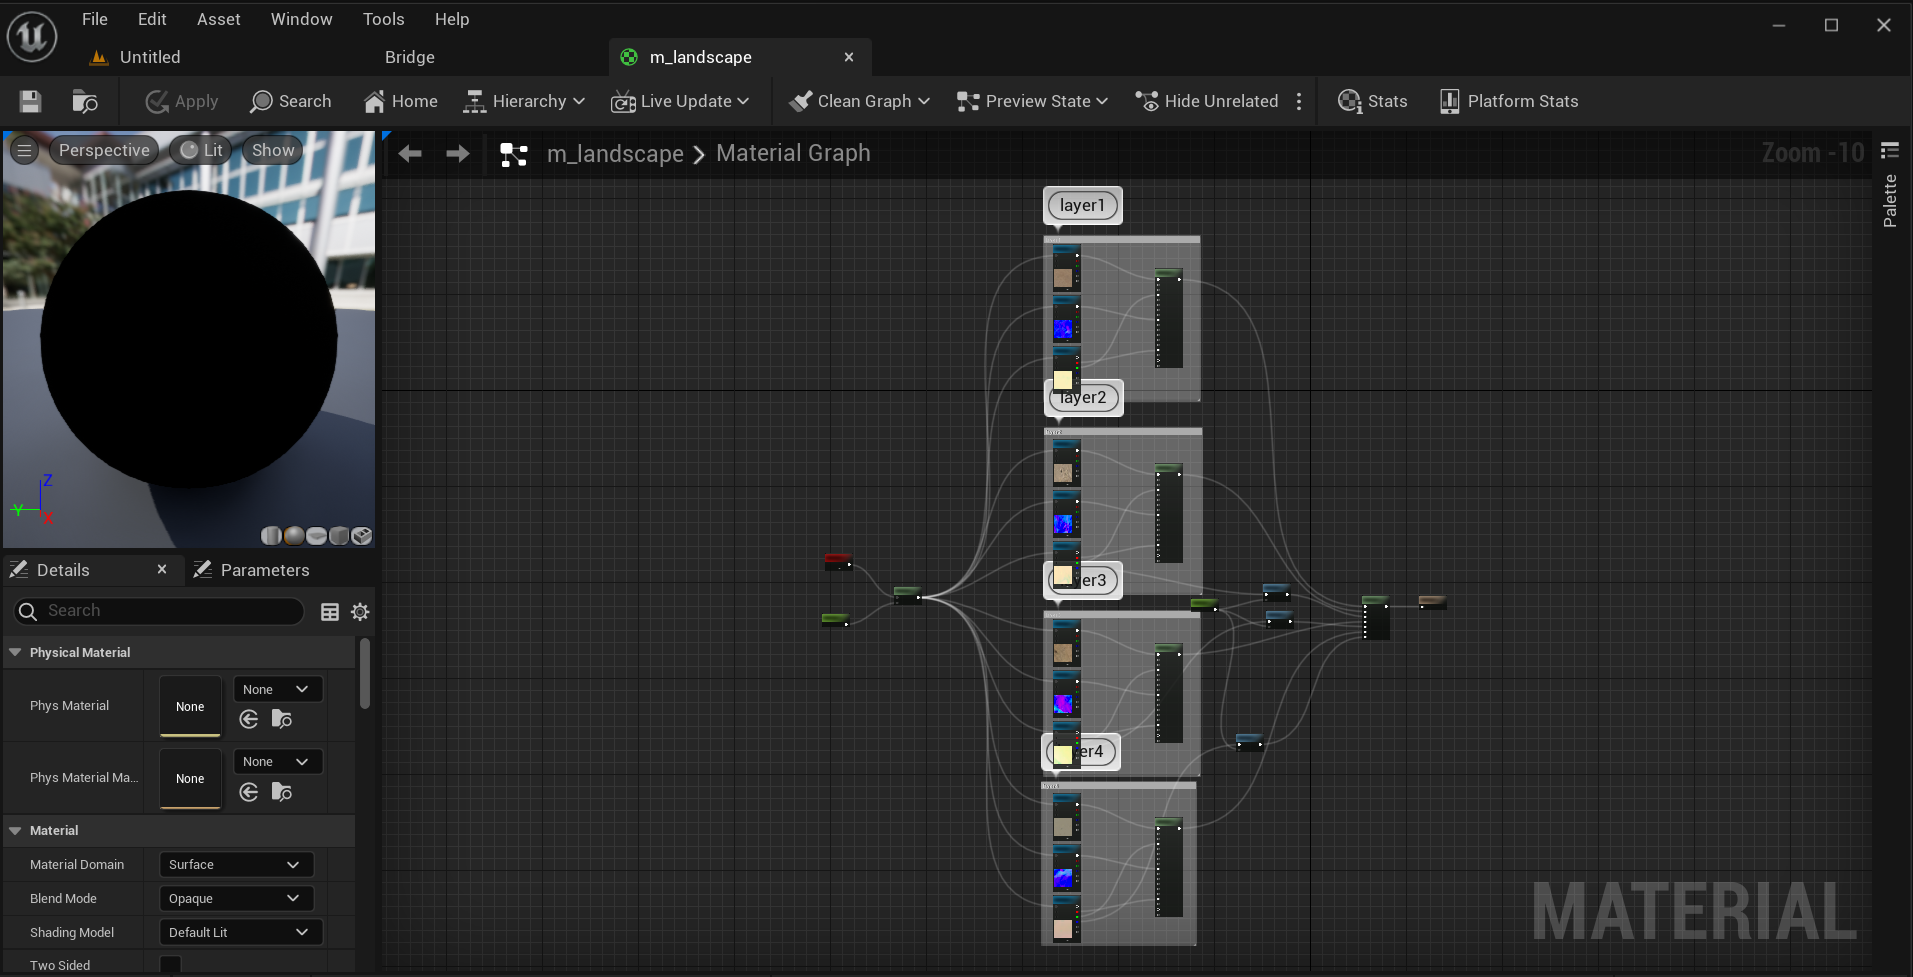 File Edit Asset Window Tools Help
Untitled Bridge m_landscape
Apply Search Home Hierarchy Live Update Clean Graph Preview State Hide Unrelated Stats Platform Stats
Perspective Lit Show
m_landscape > Material Graph
Zoom -10
Palette
layer1
layer2
yer3
er4
Z
Y
X
Details Parameters
Search
Physical Material
Phys Material None None
Phys Material Ma... None None
Material
Material Domain Surface
Blend Mode Opaque
Shading Model Default Lit
Two Sided
MATERIAL